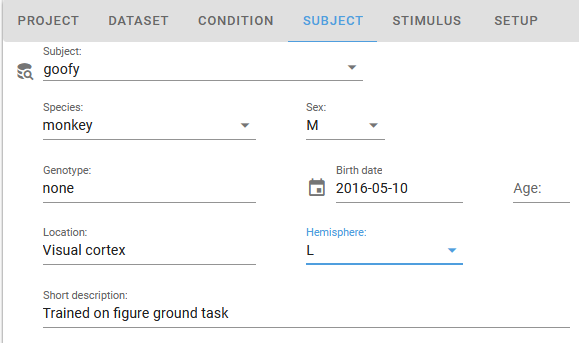 PROJECT DATASET CONDITION SUBJECT STIMULUS SETUP
Subject:
goofy
Species: Sex:
monkey M
Genotype: Birth date
none 2016-05-10 Age:
Location: Hemisphere:
Visual cortex L
Short description:
Trained on figure ground task